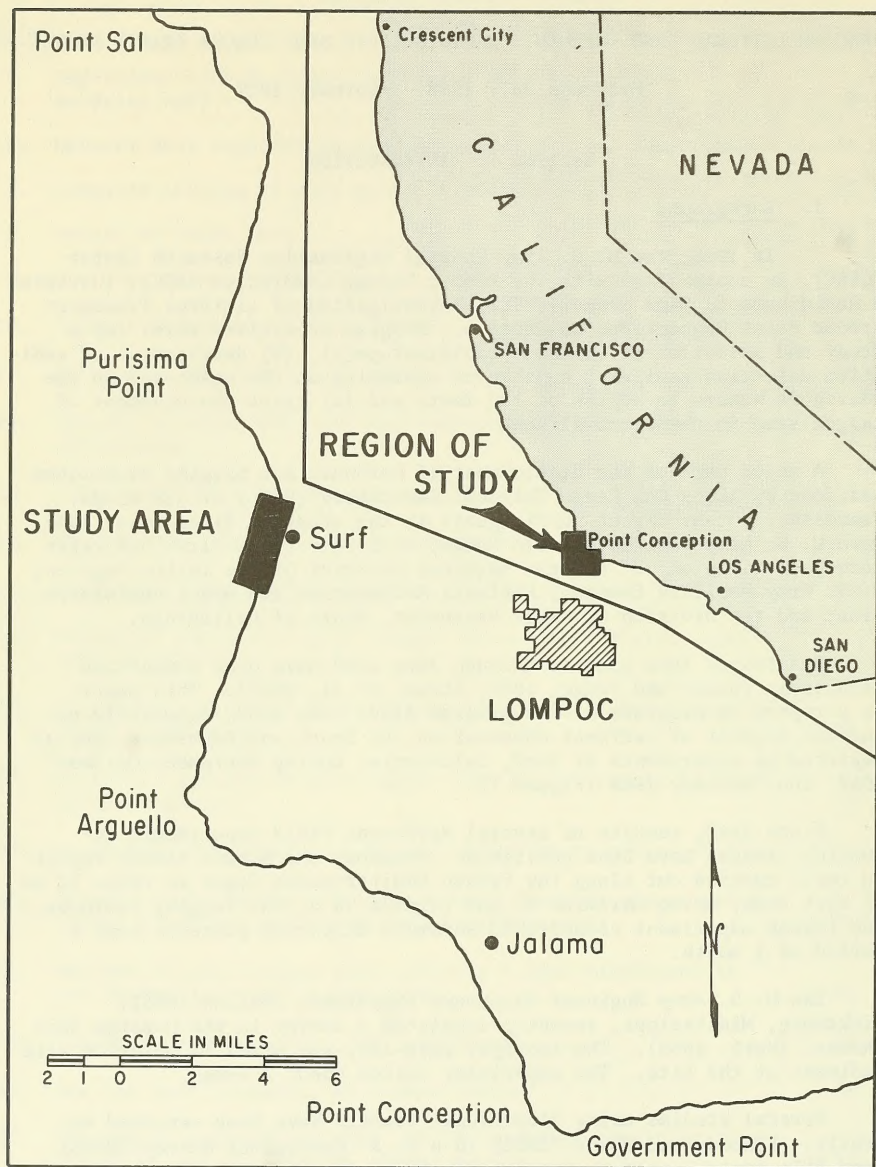 Point Sal
Crescent City
CALIFORNIA
NEVADA
SAN FRANCISCO
Purisima
Point
REGION OF
STUDY
STUDY AREA
Surf
Point Conception
LOS ANGELES
SAN
DIEGO
LOMPOC
Point
Arguello
N
Jalama
SCALE IN MILES
2 1 0 2 4 6
Point Conception
Government Point